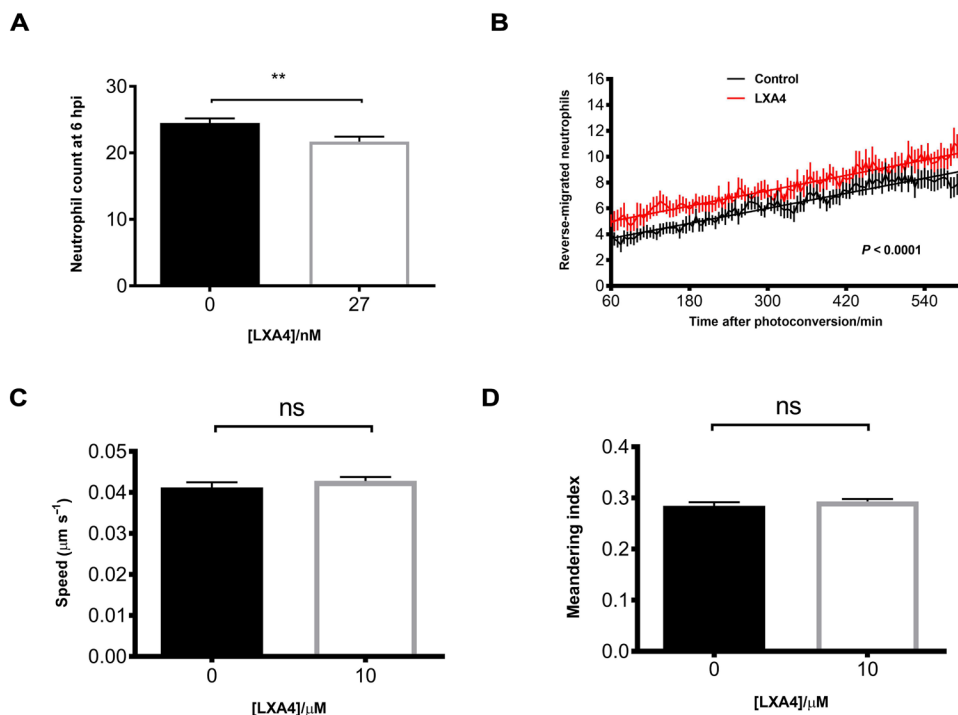 A
Neutrophil count at 6 hpi
30
20
10
0
**
0
27
[LXA4]/nM
B
Reverse-migrated neutrophils
16
14
12
10
8
6
4
2
0
Control
LXA4
P < 0.0001
60
180
300
420
540
Time after photoconversion/min
C
Speed (μm s⁻¹)
0.05
0.04
0.03
0.02
0.01
0.00
ns
0
10
[LXA4]/μM
D
Meandering index
0.4
0.3
0.2
0.1
0.0
ns
0
10
[LXA4]/μM